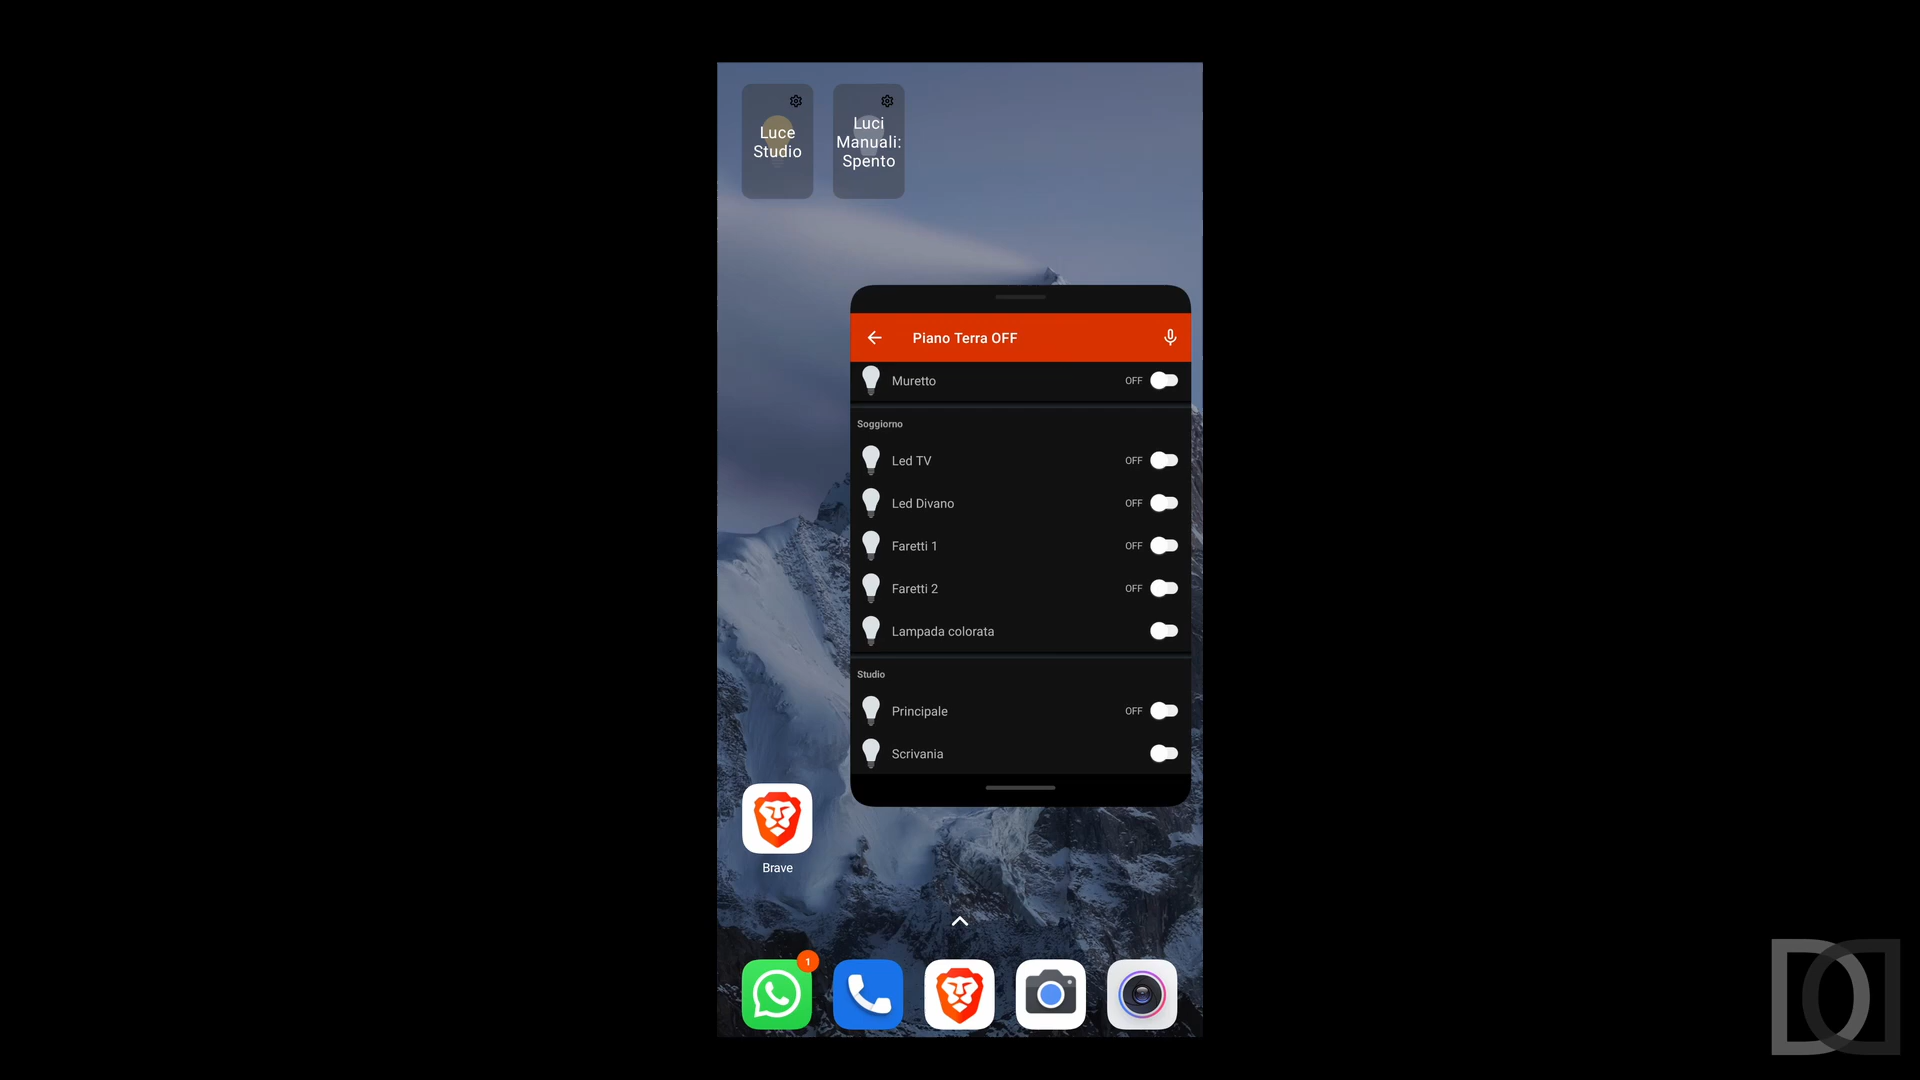 Luce
Studio
Luci
Manuali:
Spento
Piano Terra OFF
Muretto OFF
Soggiorno
Led TV OFF
Led Divano OFF
Faretti 1 OFF
Faretti 2 OFF
Lampada colorata
Studio
Principale OFF
Scrivania
Brave
1